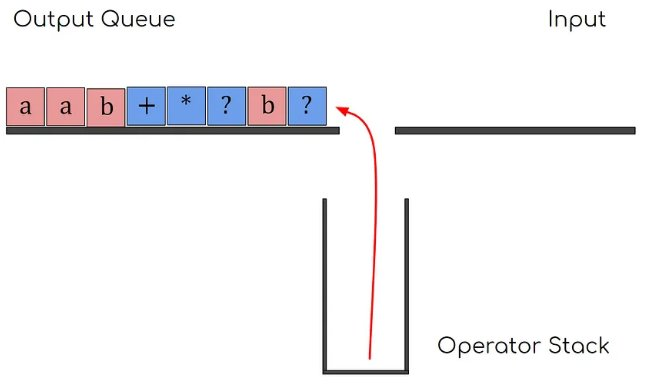 Output Queue
Input
a a b + * ? b ?
Operator Stack